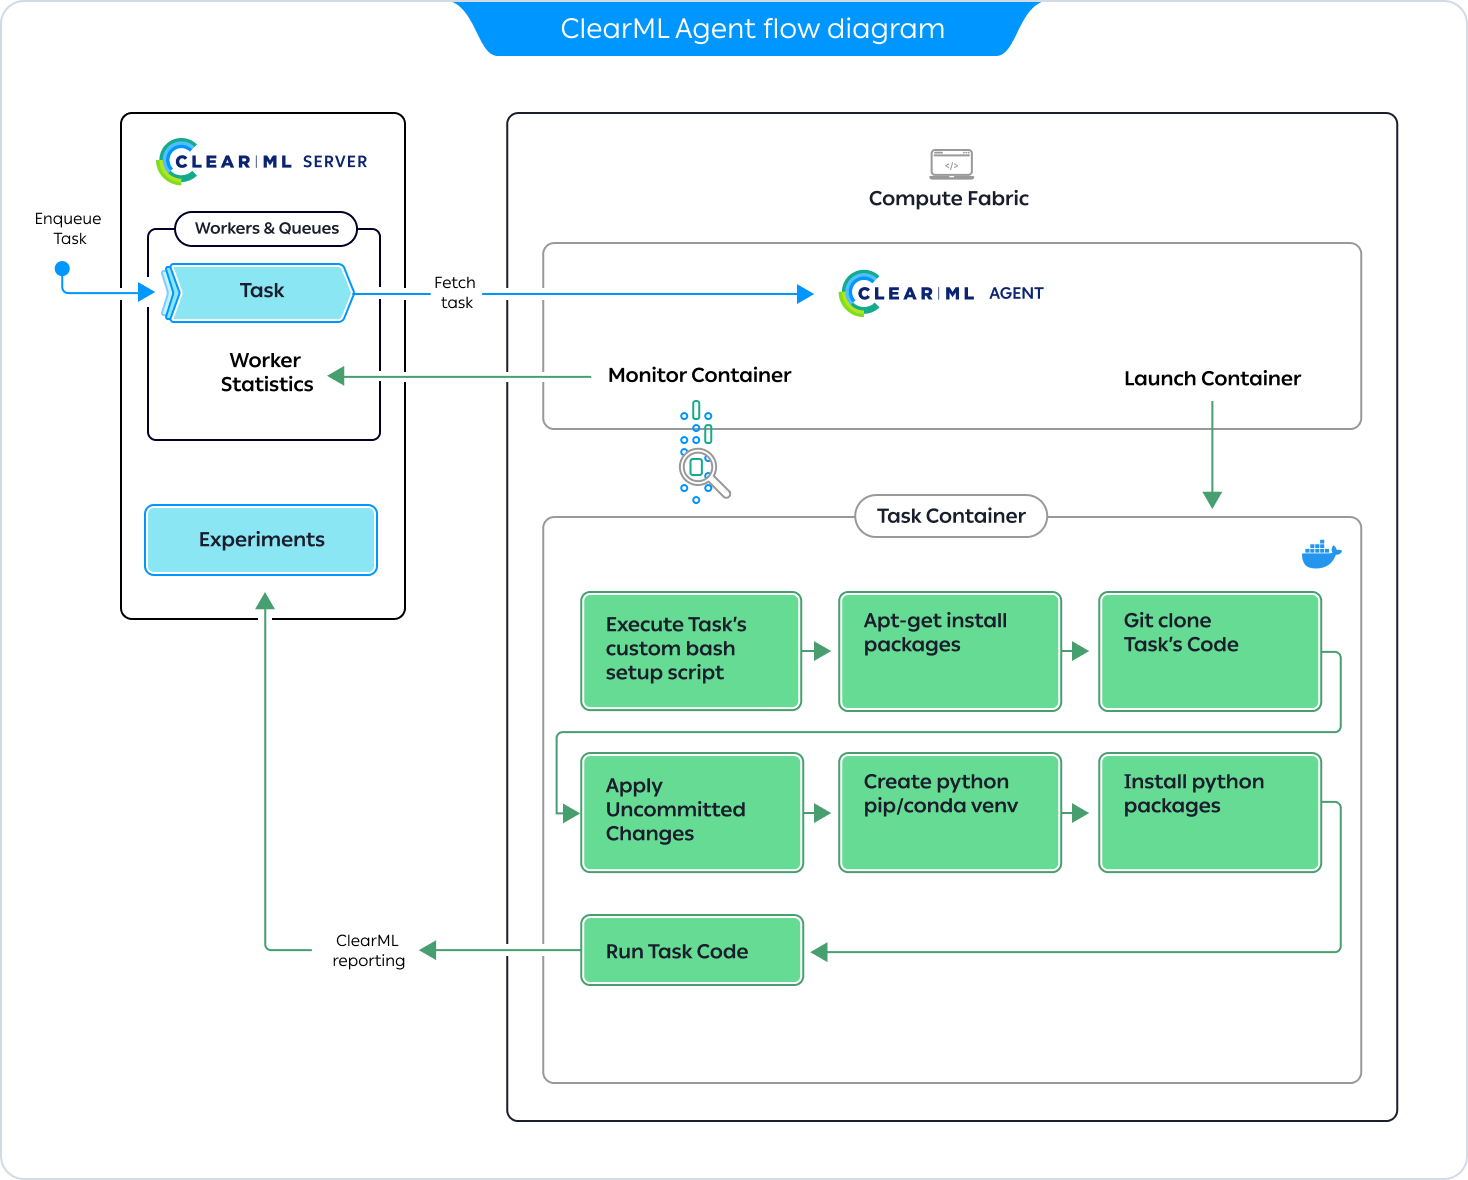 ClearML Agent flow diagram
CLEAR|ML SERVER
Enqueue
Task
Workers & Queues
Task
Fetch
task
Worker
Statistics
Experiments
Compute Fabric
</>
CLEAR|ML AGENT
Monitor Container
Launch Container
Task Container
Execute Task's
custom bash
setup script
Apt-get install
packages
Git clone
Task's Code
Apply
Uncommitted
Changes
Create python
pip/conda venv
Install python
packages
Run Task Code
ClearML
reporting